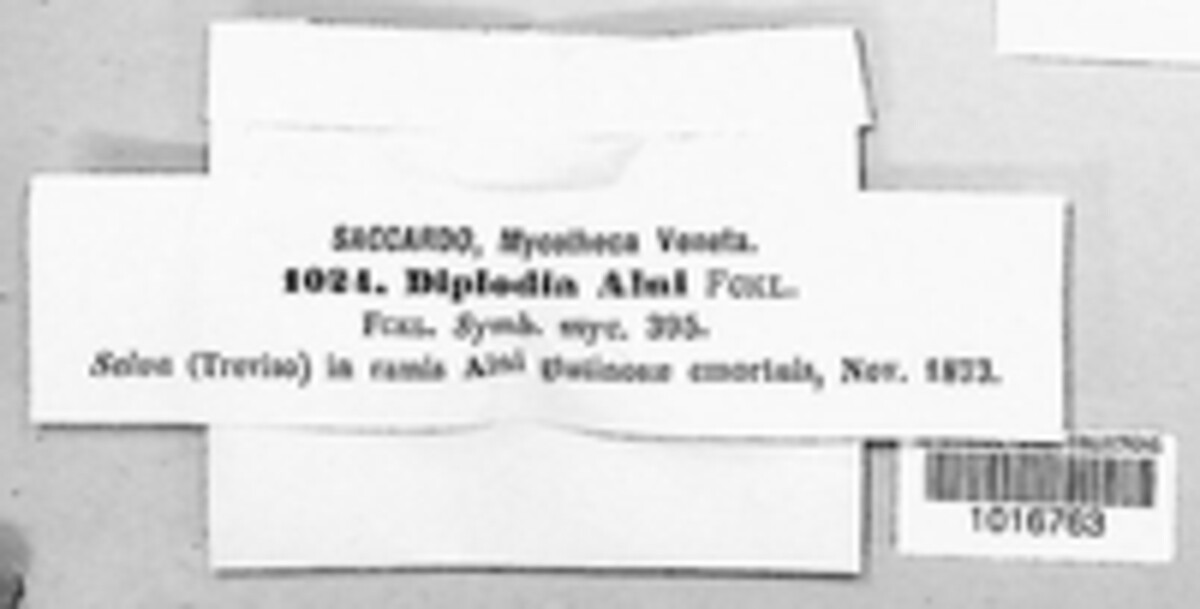 SACCARDO, Mycotheca Veneta.
1024. Diplodia Alni FCKL.
FCKL. Symb. myc. 395.
Selva (Treviso) in ramis Alni glutinosæ emortuis, Nov. 1873.
1016763